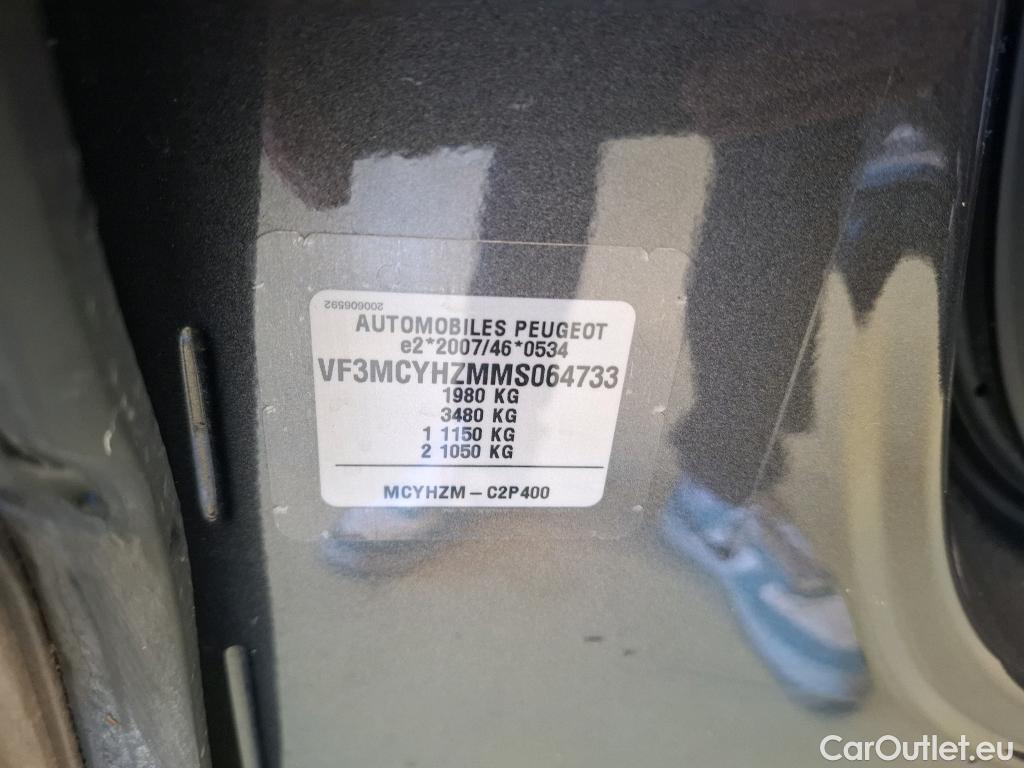 200606592
AUTOMOBILES PEUGEOT
e2*2007/46*0534
VF3MCYHZMMS064733
1980 KG
3480 KG
1 1150 KG
2 1050 KG
MCYHZM – C2P400
CarOutlet.eu